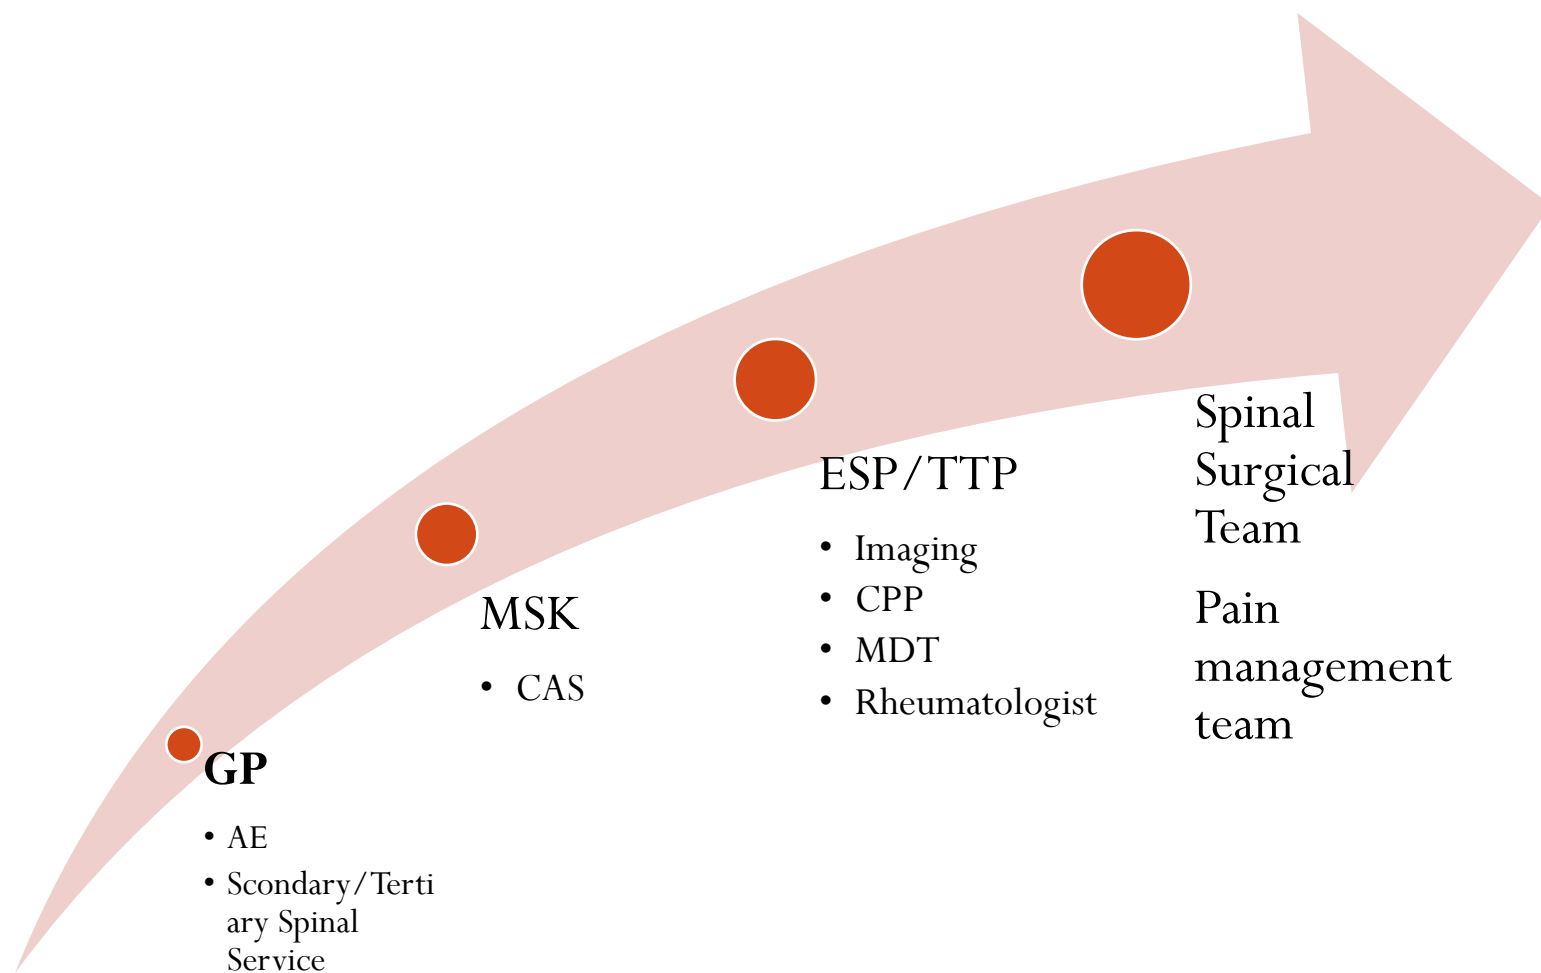 GP
• AE
• Scondary/Terti
ary Spinal
Service
MSK
• CAS
ESP/TTP
• Imaging
• CPP
• MDT
• Rheumatologist
Spinal
Surgical
Team
Pain
management
team